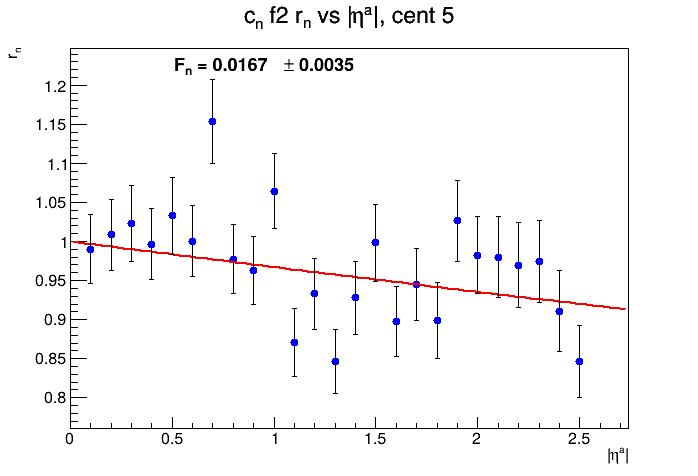 cₙ f2 rₙ vs |ηᵃ|, cent 5
rₙ
Fₙ = 0.0167 ± 0.0035
1.2
1.15
1.1
1.05
1
0.95
0.9
0.85
0.8
0 0.5 1 1.5 2 2.5
|ηᵃ|